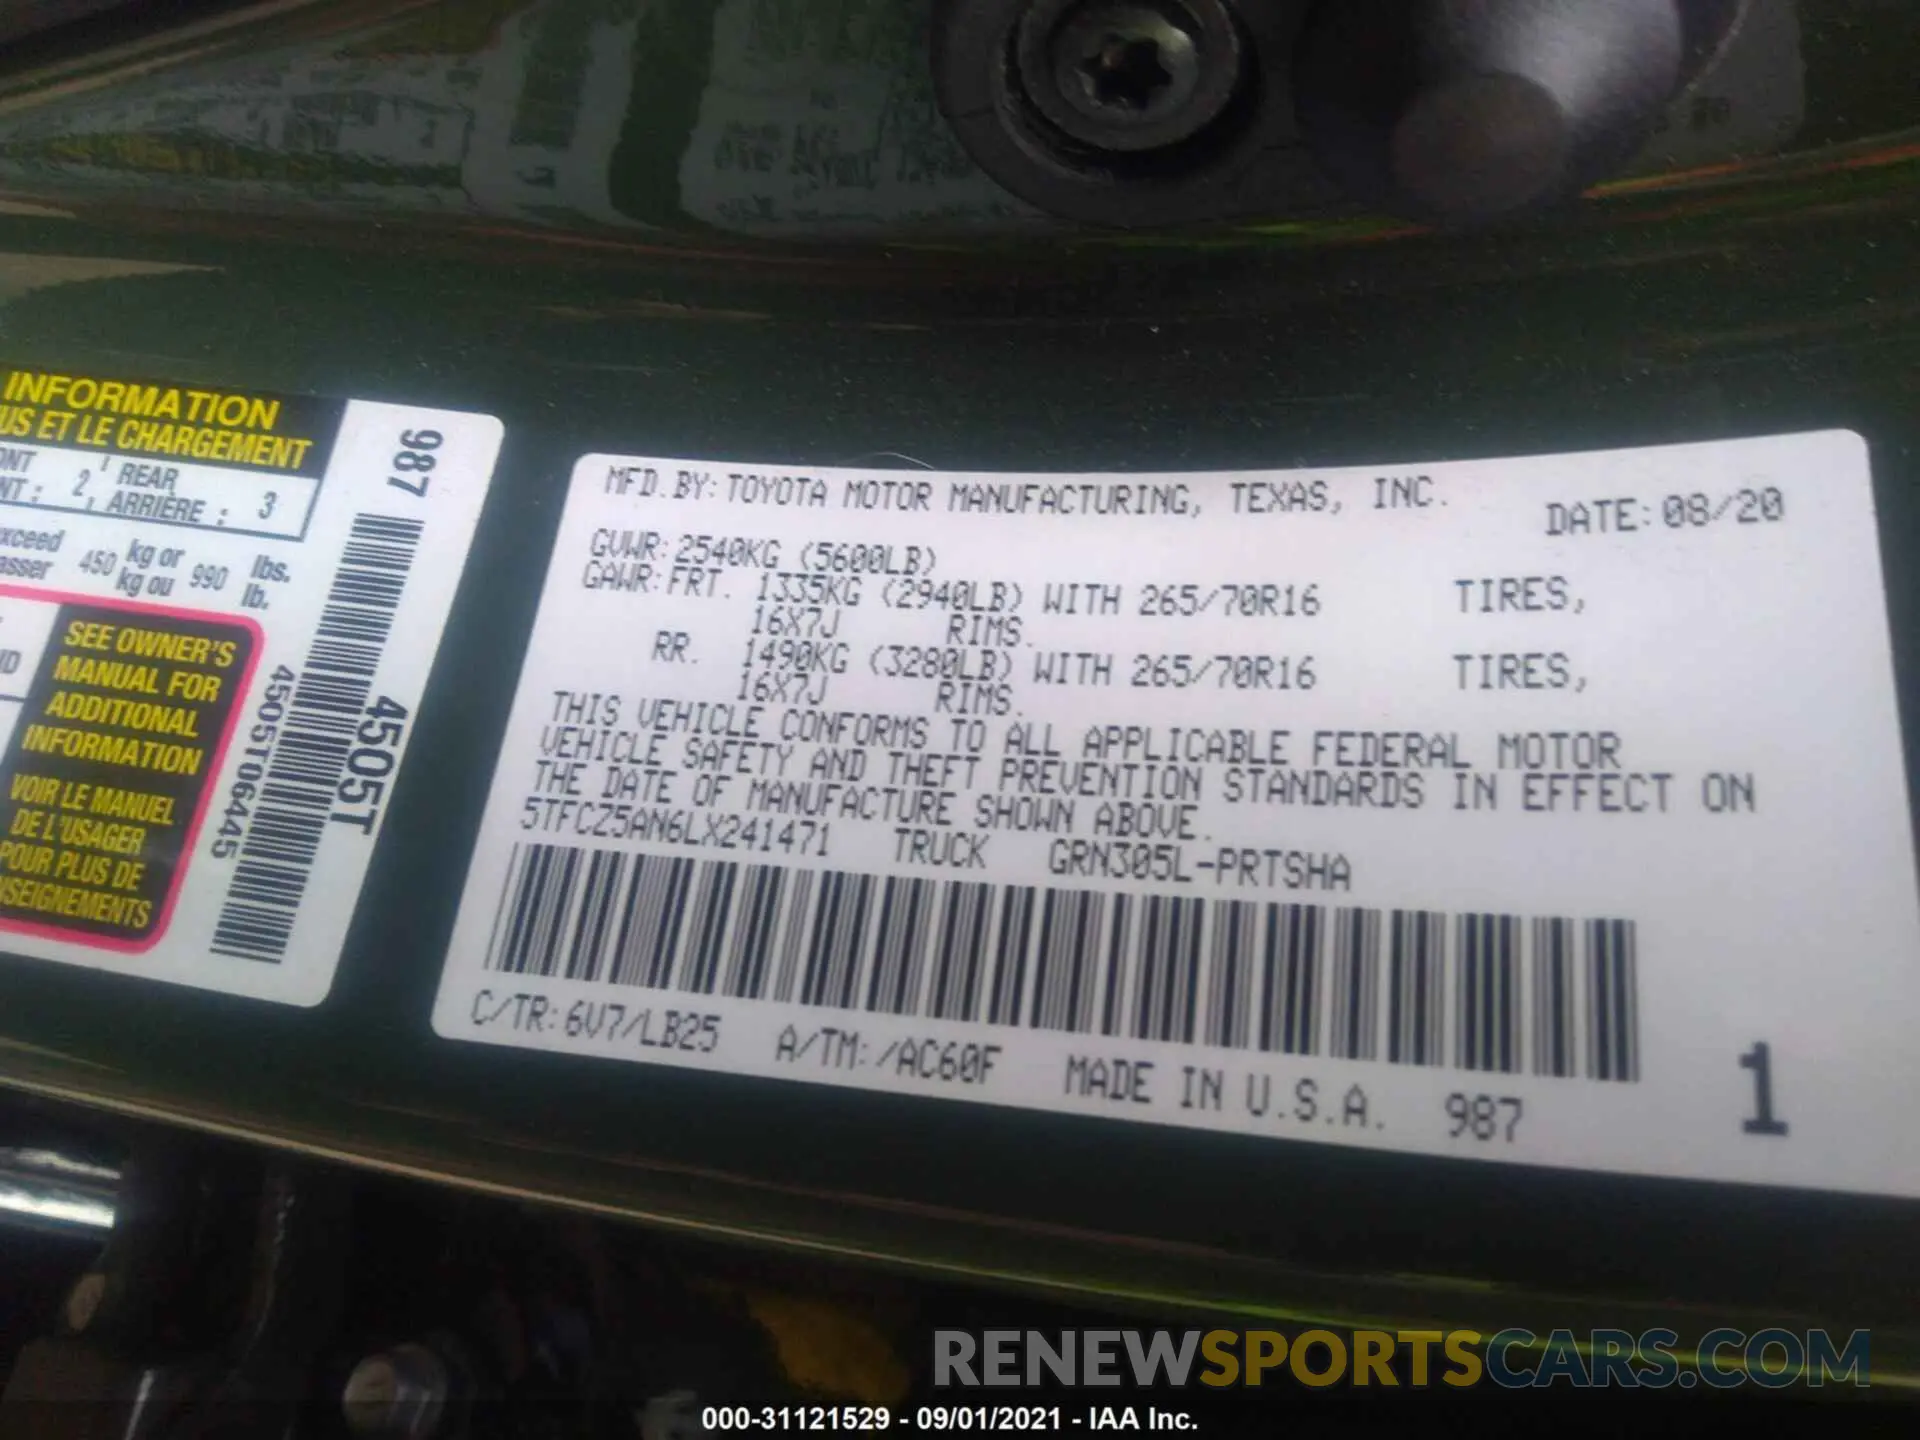 INFORMATION
US ET LE CHARGEMENT
2, REAR
ARRIÈRE : 3
450 kg or 990 lbs.
kg ou lb.
SEE OWNER'S
MANUAL FOR
ADDITIONAL
INFORMATION
VOIR LE MANUEL
DE L'USAGER
POUR PLUS DE
NSEIGNEMENTS
987
4505T
4505T06445
MFD.BY: TOYOTA MOTOR MANUFACTURING, TEXAS, INC.
DATE: 08/20
GVWR: 2540KG (5600LB)
GAWR: FRT. 1335KG (2940LB) WITH 265/70R16 TIRES,
16X7J RIMS.
RR. 1490KG (3280LB) WITH 265/70R16 TIRES,
16X7J RIMS.
THIS VEHICLE CONFORMS TO ALL APPLICABLE FEDERAL MOTOR
VEHICLE SAFETY AND THEFT PREVENTION STANDARDS IN EFFECT ON
THE DATE OF MANUFACTURE SHOWN ABOVE.
5TFCZ5AN6LX241471 TRUCK GRN305L-PRTSHA
C/TR: 6V7/LB25 A/TM: /AC60F MADE IN U.S.A. 987
1
RENEWSPORTSCARS.COM
000-31121529 - 09/01/2021 - IAA Inc.